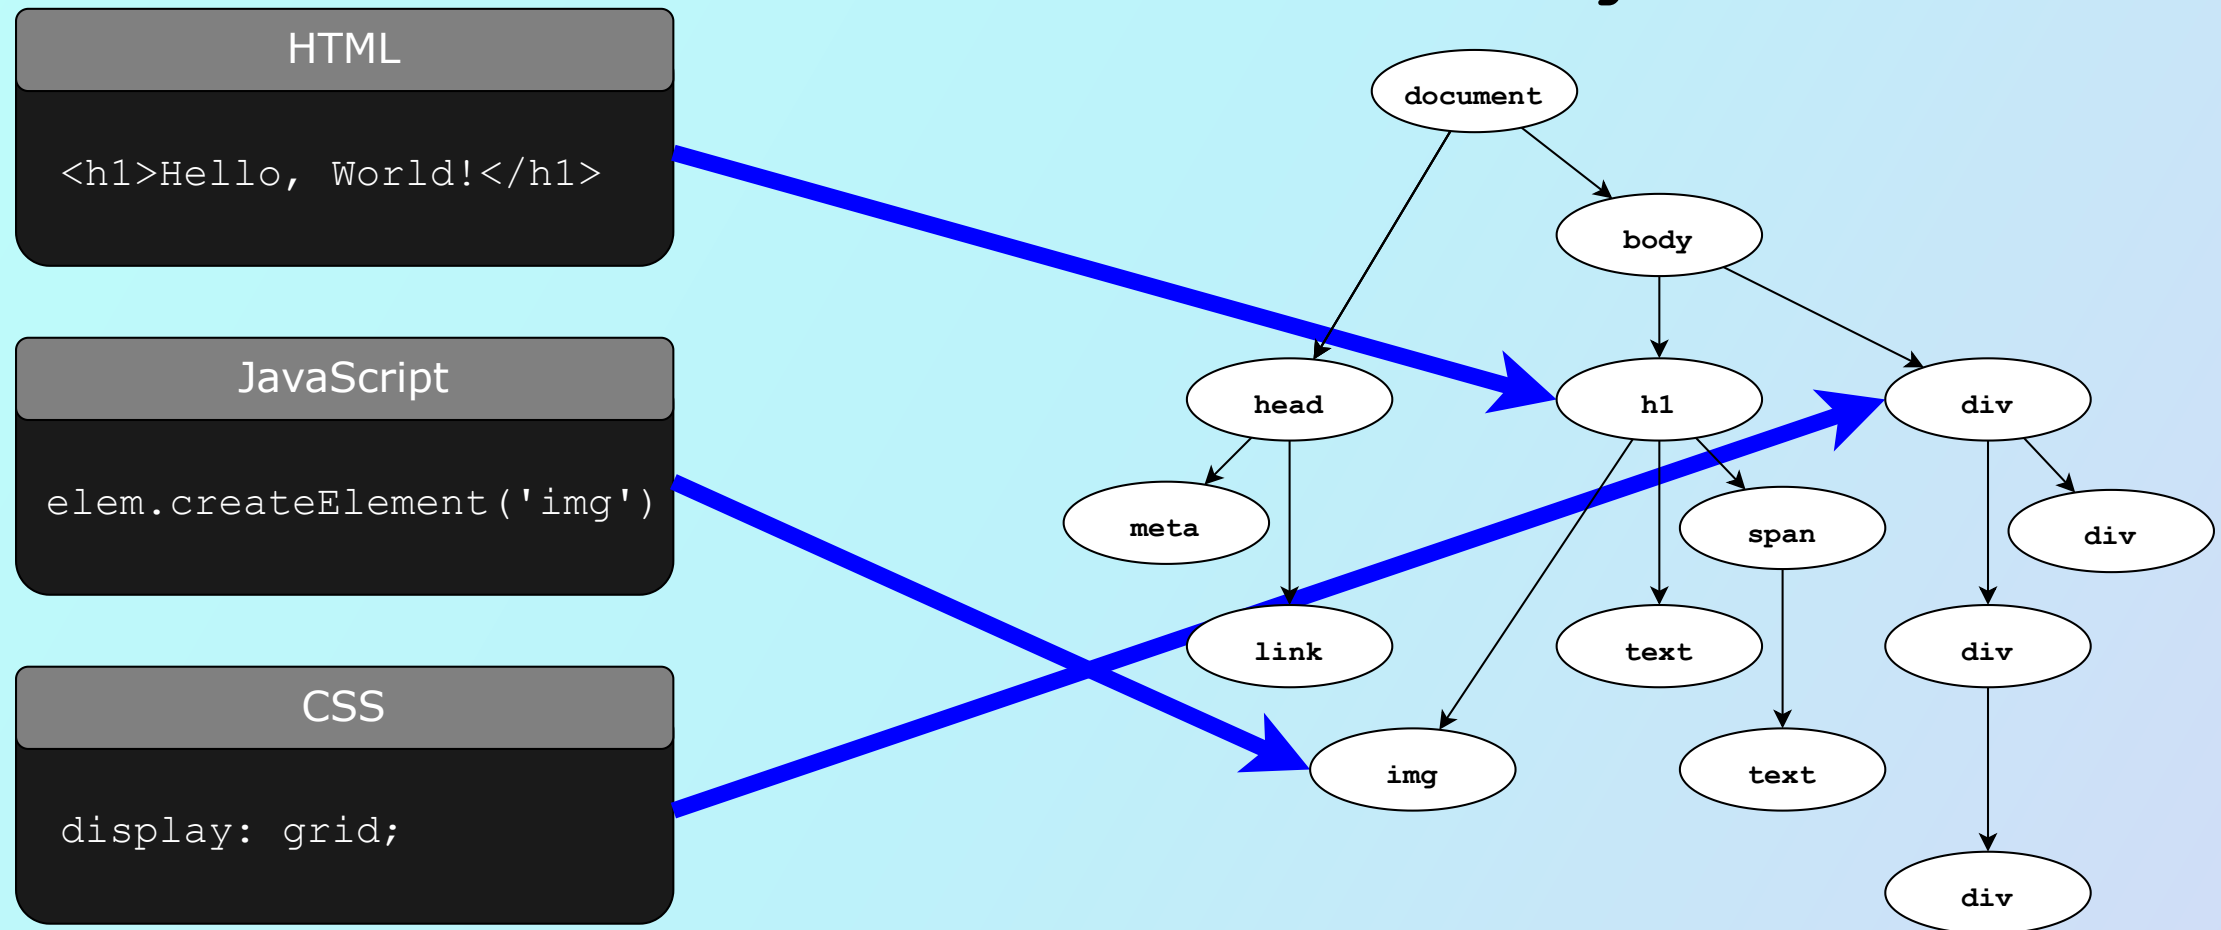 HTML
<h1>Hello, World!</h1>
JavaScript
elem.createElement('img')
CSS
display: grid;
document
body
head
h1
div
meta
span
div
link
text
div
img
text
div